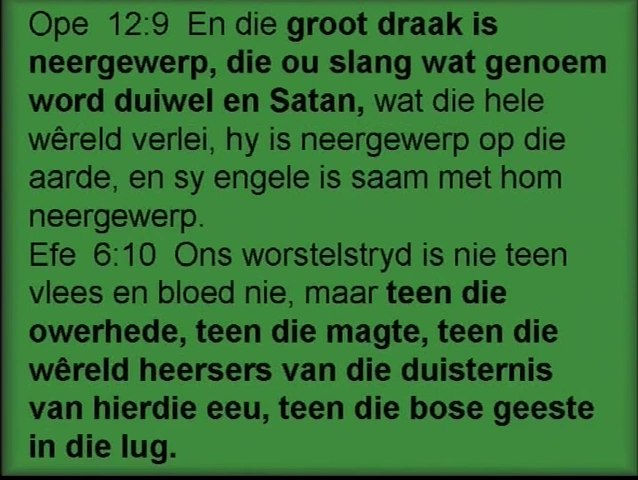 Ope 12:9 En die groot draak is
neergewerp, die ou slang wat genoem
word duiwel en Satan, wat die hele
wêreld verlei, hy is neergewerp op die
aarde, en sy engele is saam met hom
neergewerp.
Efe 6:10 Ons worstelstryd is nie teen
vlees en bloed nie, maar teen die
owerhede, teen die magte, teen die
wêreld heersers van die duisternis
van hierdie eeu, teen die bose geeste
in die lug.